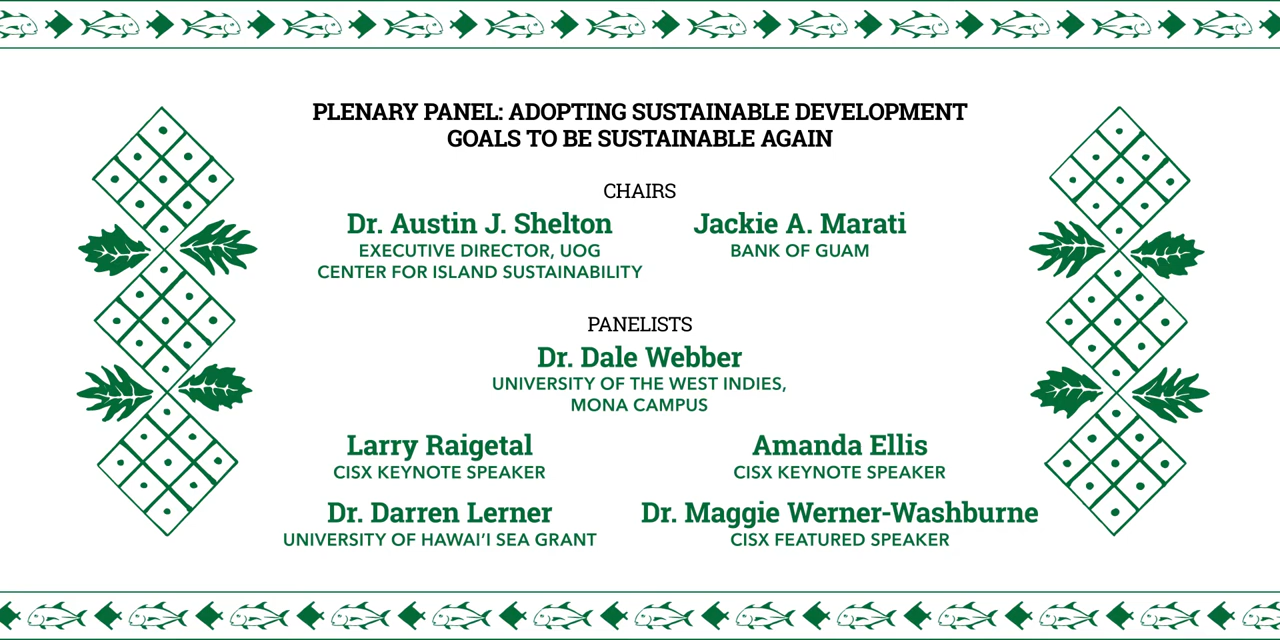 PLENARY PANEL: ADOPTING SUSTAINABLE DEVELOPMENT
GOALS TO BE SUSTAINABLE AGAIN
CHAIRS
Dr. Austin J. Shelton
EXECUTIVE DIRECTOR, UOG
CENTER FOR ISLAND SUSTAINABILITY
Jackie A. Marati
BANK OF GUAM
PANELISTS
Dr. Dale Webber
UNIVERSITY OF THE WEST INDIES,
MONA CAMPUS
Larry Raigetal
CISX KEYNOTE SPEAKER
Amanda Ellis
CISX KEYNOTE SPEAKER
Dr. Darren Lerner
UNIVERSITY OF HAWAI’I SEA GRANT
Dr. Maggie Werner-Washburne
CISX FEATURED SPEAKER